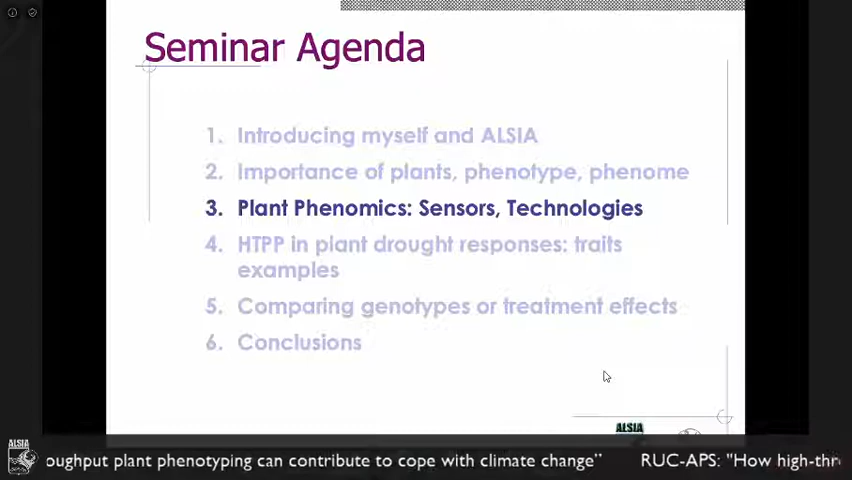 Seminar Agenda
1. Introducing myself and ALSIA
2. Importance of plants, phenotype, phenome
3. Plant Phenomics: Sensors, Technologies
4. HTPP in plant drought responses: traits
examples
5. Comparing genotypes or treatment effects
6. Conclusions
ALSIA
ALSIA
oughput plant phenotyping can contribute to cope with climate change” RUC-APS: "How high-thr